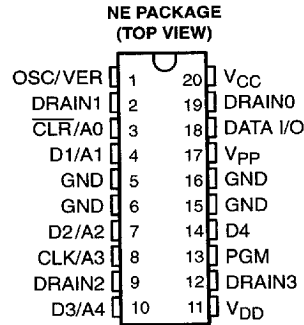 NE PACKAGE
(TOP VIEW)
OSC/VER 1 20 VCC
DRAIN1 2 19 DRAIN0
CLR/A0 3 18 DATA I/O
D1/A1 4 17 VPP
GND 5 16 GND
GND 6 15 GND
D2/A2 7 14 D4
CLK/A3 8 13 PGM
DRAIN2 9 12 DRAIN3
D3/A4 10 11 VDD